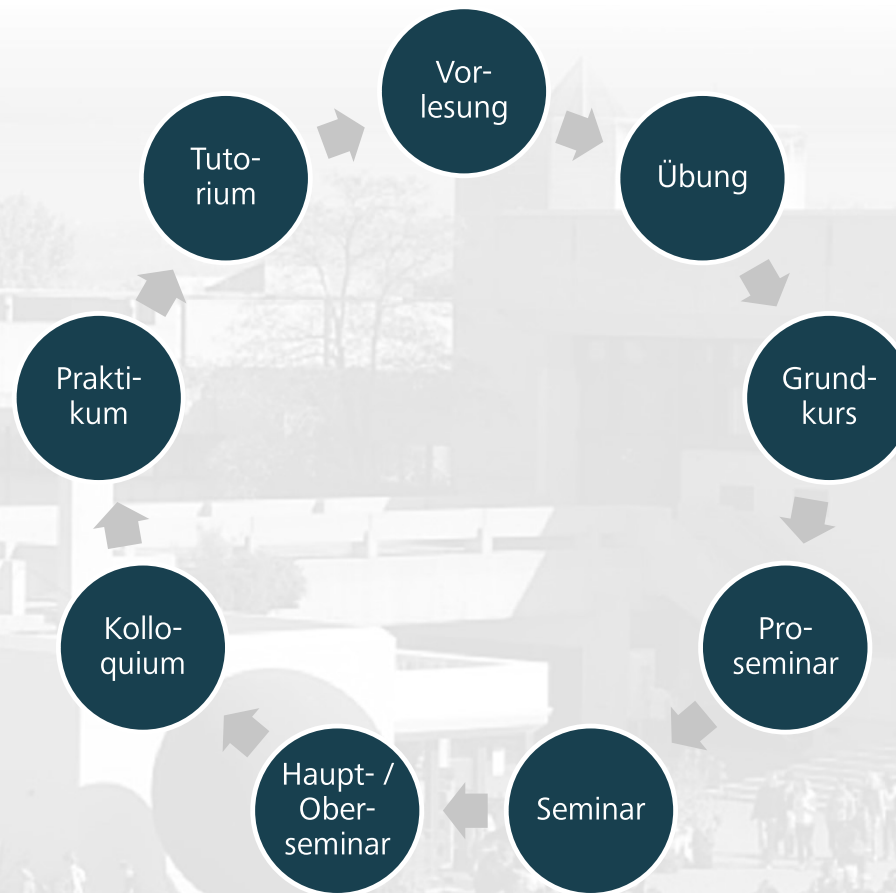 Vor-
lesung
Übung
Grund-
kurs
Pro-
seminar
Seminar
Haupt- /
Ober-
seminar
Kollo-
quium
Prakti-
kum
Tuto-
rium